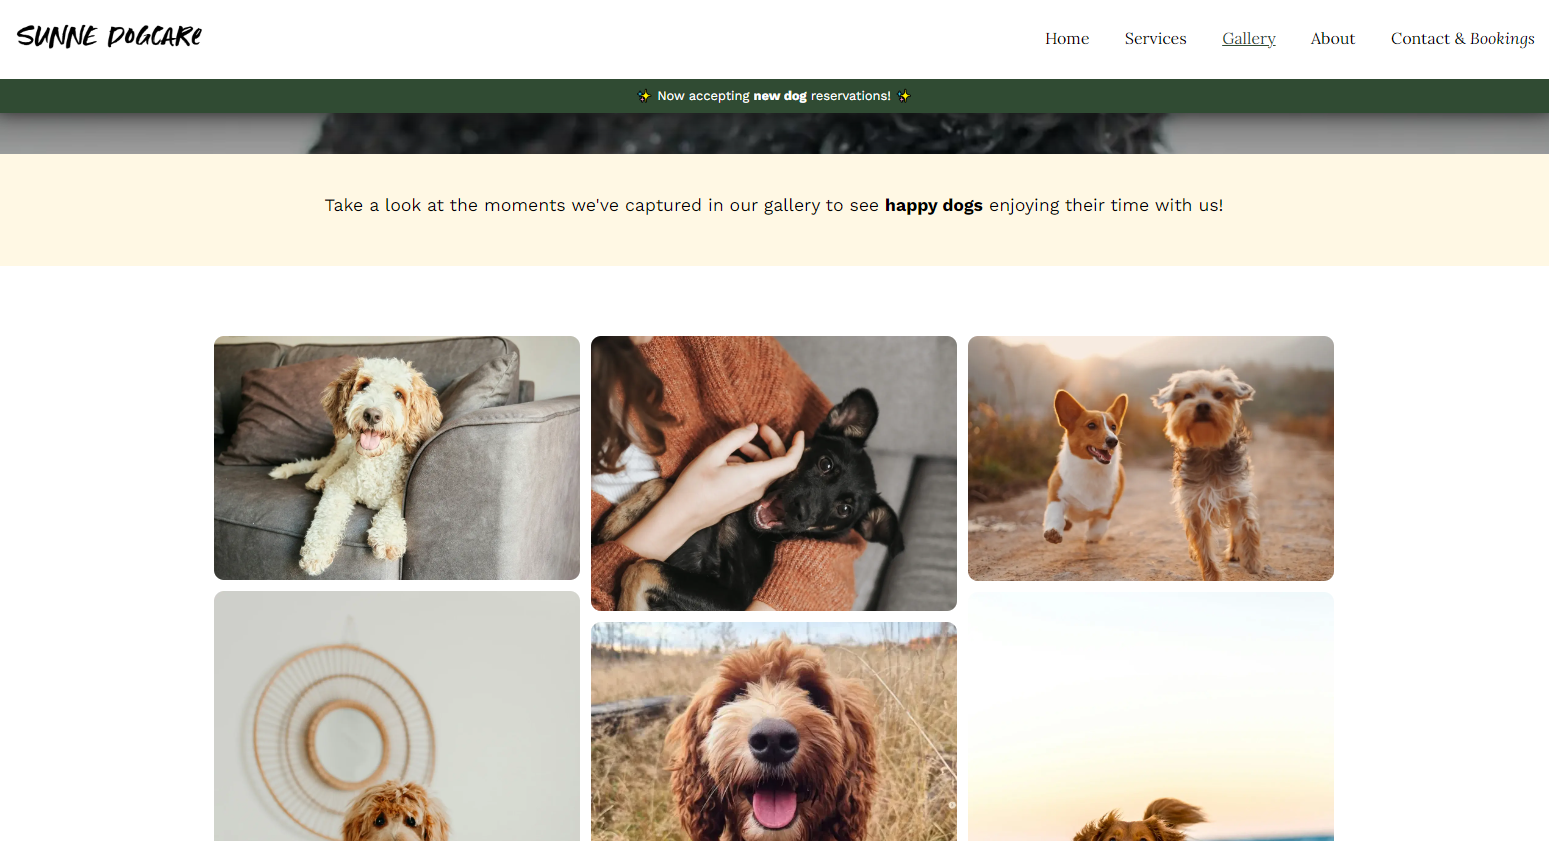 SUNNE DOGCARE
Home Services Gallery About Contact & Bookings
✨ Now accepting new dog reservations! ✨
Take a look at the moments we've captured in our gallery to see happy dogs enjoying their time with us!